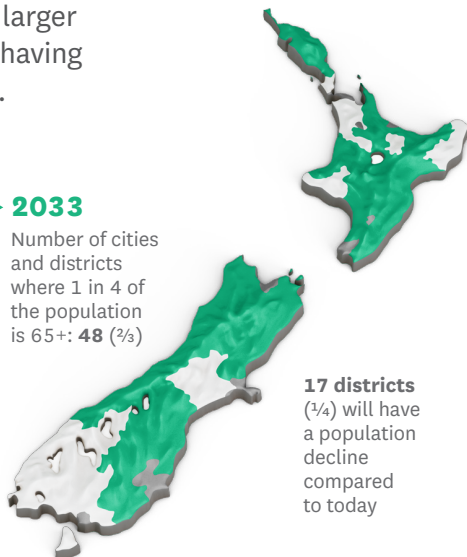 larger
having
.
2033
Number of cities
and districts
where 1 in 4 of
the population
is 65+: 48 (⅔)
17 districts
(¼) will have
a population
decline
compared
to today